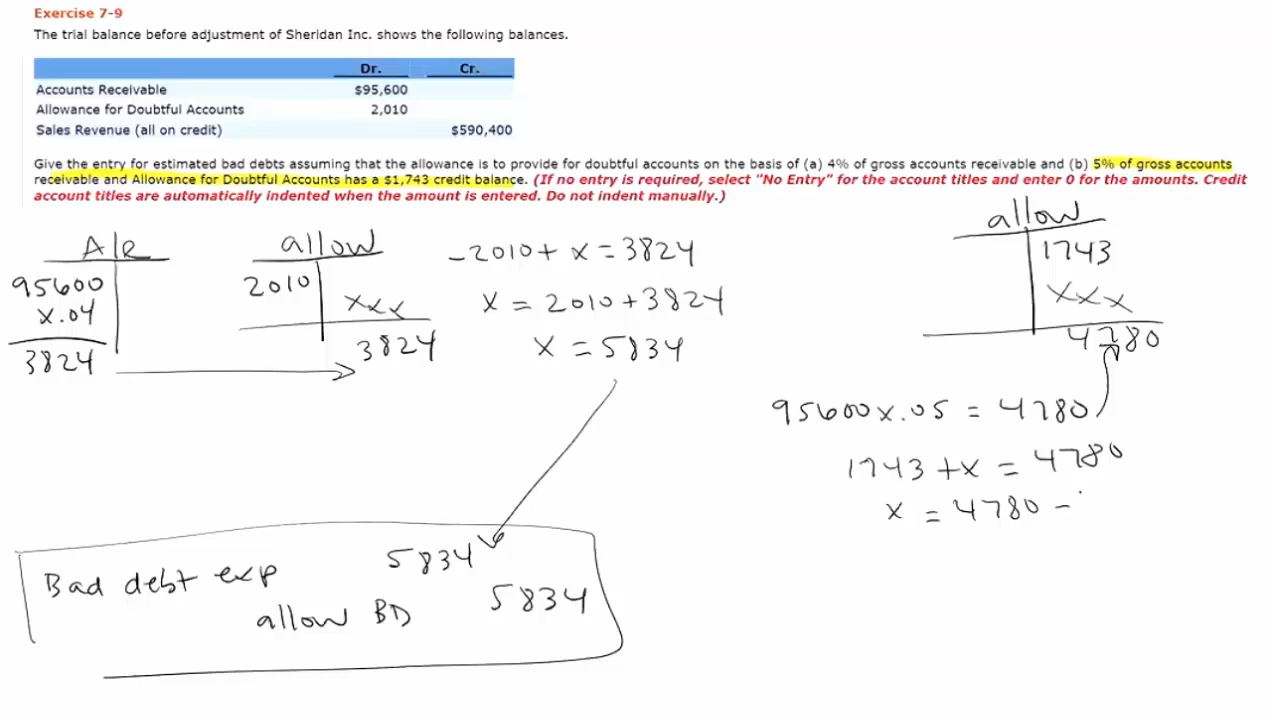 Exercise 7-9
The trial balance before adjustment of Sheridan Inc. shows the following balances.
Dr. Cr.
Accounts Receivable $95,600
Allowance for Doubtful Accounts 2,010
Sales Revenue (all on credit) $590,400
Give the entry for estimated bad debts assuming that the allowance is to provide for doubtful accounts on the basis of (a) 4% of gross accounts receivable and (b) 5% of gross accounts
receivable and Allowance for Doubtful Accounts has a $1,743 credit balance. (If no entry is required, select "No Entry" for the account titles and enter 0 for the amounts. Credit
account titles are automatically indented when the amount is entered. Do not indent manually.)
A/R
95600
x.04
3824
allow
2010
xxx
3824
-2010 + x = 3824
x = 2010 + 3824
x = 5834
Bad debt exp 5834
allow BD 5834
allow
1743
xxx
4780
95600 x .05 = 4780
1743 + x = 4780
x = 4780 -